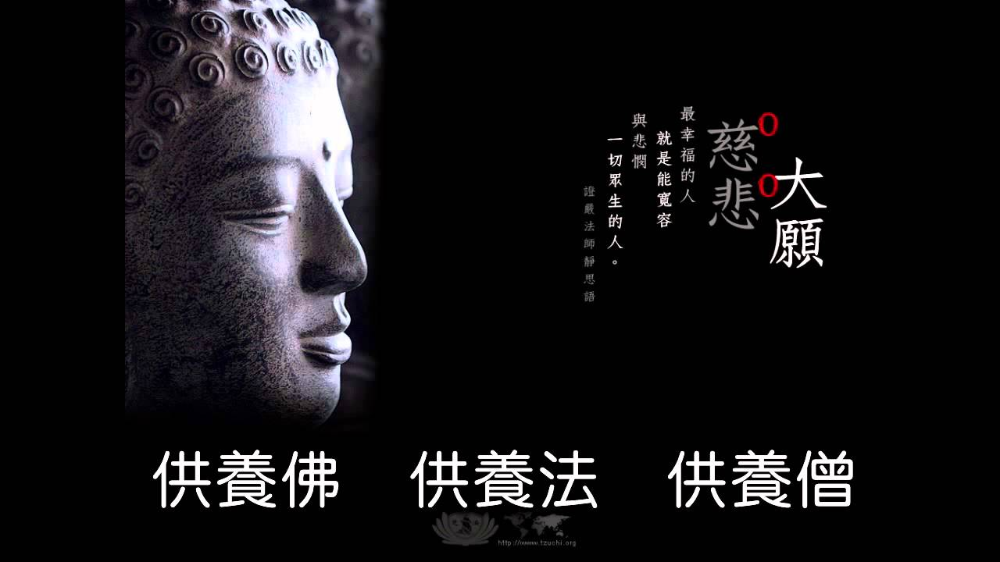 大願
慈悲
O
O
最幸福的人
就是能寬容
與悲憫
一切眾生的人。
證嚴法師靜思語
供養佛 供養法 供養僧
http://www.tzuchi.org